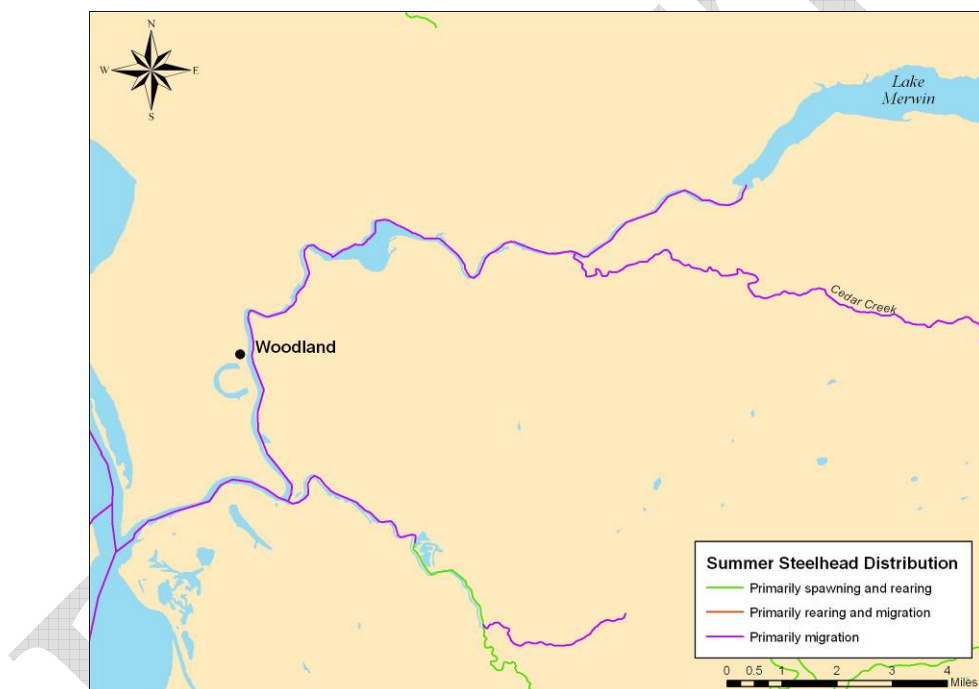 N
W E
S
Lake
Merwin
Cedar Creek
Woodland
Summer Steelhead Distribution
Primarily spawning and rearing
Primarily rearing and migration
Primarily migration
0 0.5 1 2 3 4
Miles